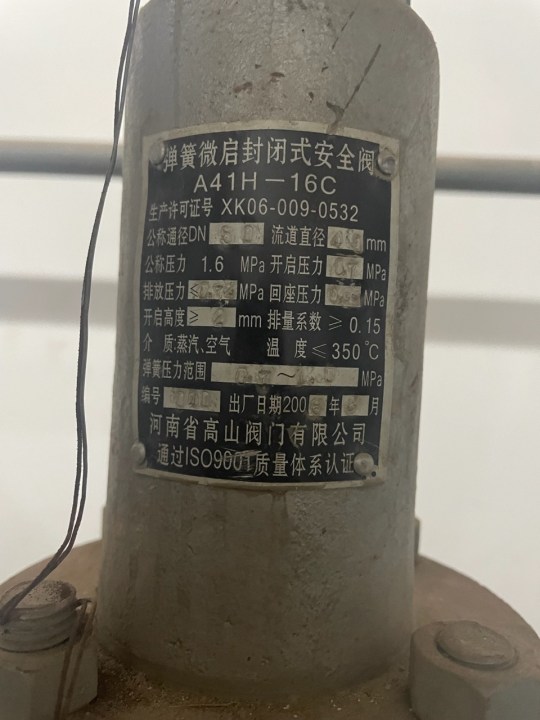 弹簧微启封闭式安全阀
A41H－16C
生产许可证号 XK06-009-0532
公称通径DN 80 流道直径 mm
公称压力 1.6 MPa 开启压力 MPa
排放压力≤ MPa 回座压力 MPa
开启高度≥ mm 排量系数≥0.15
介 质:蒸汽、空气 温 度≤350℃
弹簧压力范围 ～ MPa
编号 出厂日期200 年 月
河南省高山阀门有限公司
通过ISO9001质量体系认证